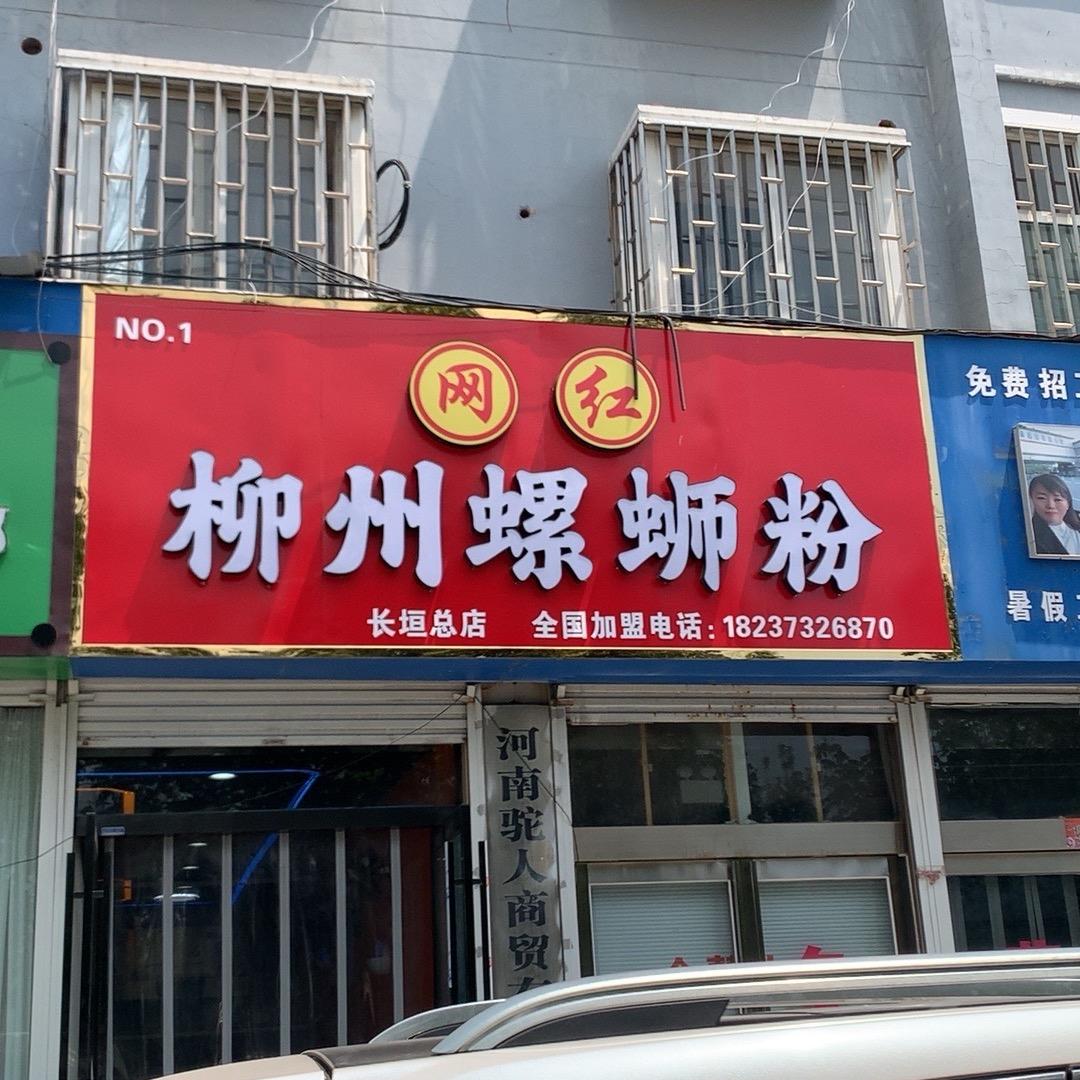 NO.1
网红
柳州螺蛳粉
长垣总店 全国加盟电话:18237326870
免费招
暑假
河南驼人商贸